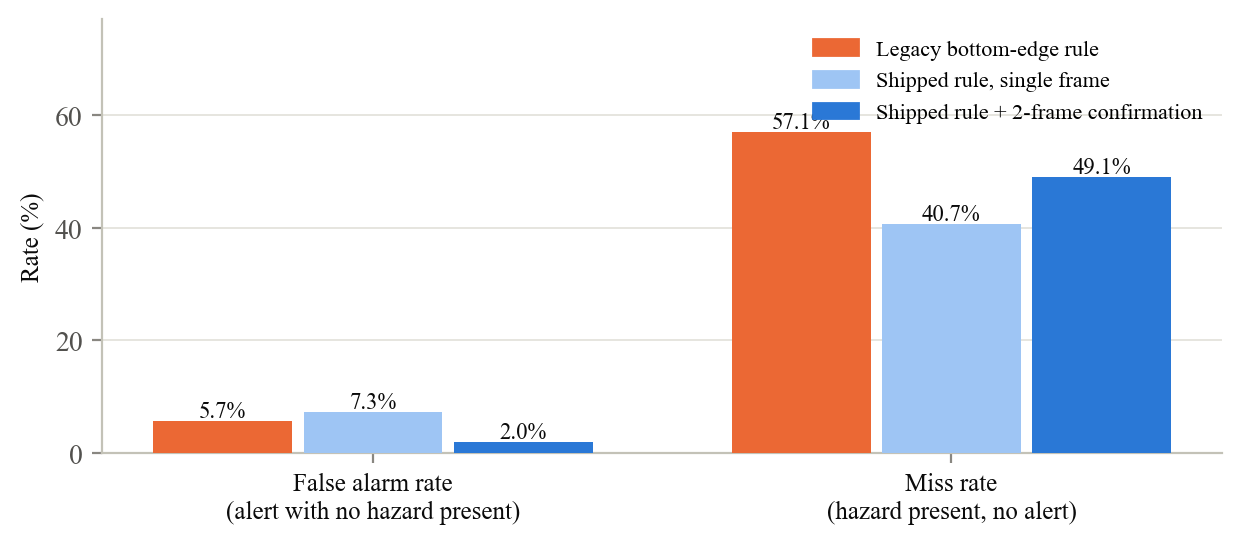 Legacy bottom-edge rule
Shipped rule, single frame
Shipped rule + 2-frame confirmation
Rate (%)
60
40
20
0
5.7%
7.3%
2.0%
57.1%
40.7%
49.1%
False alarm rate
(alert with no hazard present)
Miss rate
(hazard present, no alert)